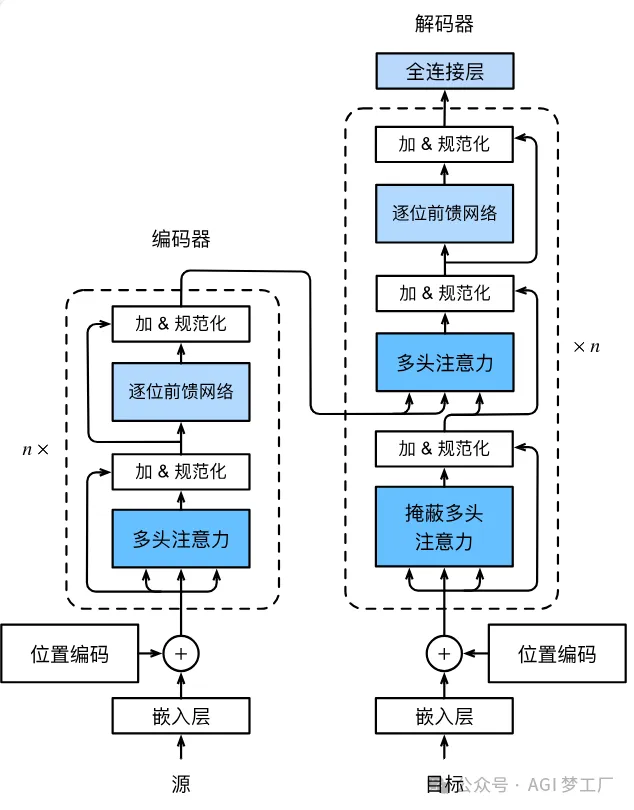 解码器
全连接层
加 & 规范化
逐位前馈网络
加 & 规范化
多头注意力
× n
加 & 规范化
掩蔽多头
注意力
位置编码
+
嵌入层
目标
编码器
加 & 规范化
逐位前馈网络
n ×
加 & 规范化
多头注意力
位置编码
+
嵌入层
源
公众号 · AGI梦工厂